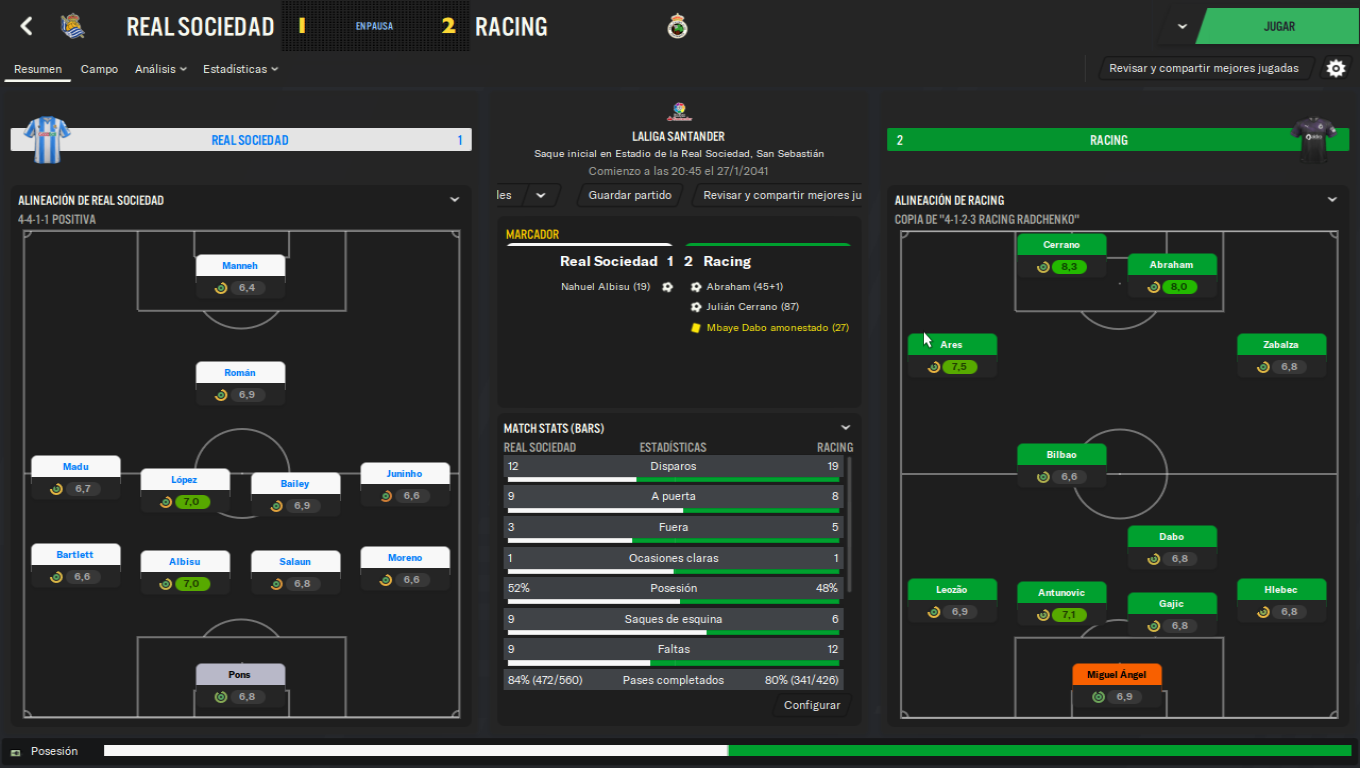 REAL SOCIEDAD 1 EN PAUSA 2 RACING
JUGAR
Resumen Campo Análisis Estadísticas
Revisar y compartir mejores jugadas
REAL SOCIEDAD 1
ALINEACIÓN DE REAL SOCIEDAD
4-4-1-1 POSITIVA
Manneh
6,4
Román
6,9
Madu
6,7
López
7,0
Bailey
6,9
Juninho
6,6
Bartlett
6,6
Albisu
7,0
Salaun
6,8
Moreno
6,6
Pons
6,8
LALIGA SANTANDER
Saque inicial en Estadio de la Real Sociedad, San Sebastián
Comienzo a las 20:45 el 27/1/2041
les
Guardar partido
Revisar y compartir mejores ju
MARCADOR
Real Sociedad 1 2 Racing
Nahuel Albisu (19)
Abraham (45+1)
Julián Cerrano (87)
Mbaye Dabo amonestado (27)
MATCH STATS (BARS)
REAL SOCIEDAD ESTADÍSTICAS RACING
12 Disparos 19
9 A puerta 8
3 Fuera 5
1 Ocasiones claras 1
52% Posesión 48%
9 Saques de esquina 6
9 Faltas 12
84% (472/560) Pases completados 80% (341/426)
Configurar
2 RACING
ALINEACIÓN DE RACING
COPIA DE "4-1-2-3 RACING RADCHENKO"
Cerrano
8,3
Abraham
8,0
Ares
7,5
Zabalza
6,8
Bilbao
6,6
Dabo
6,8
Leozão
6,9
Antunovic
7,1
Gajic
6,8
Hlebec
6,8
Miguel Ángel
6,9
Posesión